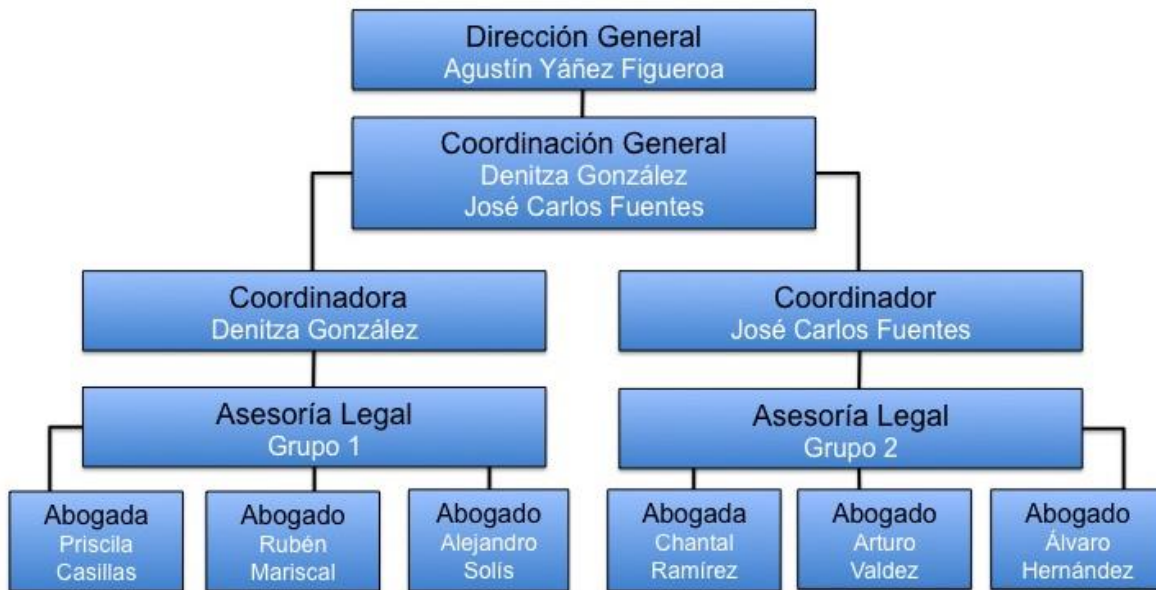 Dirección General
Agustín Yáñez Figueroa
Coordinación General
Denitza González
José Carlos Fuentes
Coordinadora
Denitza González
Coordinador
José Carlos Fuentes
Asesoría Legal
Grupo 1
Asesoría Legal
Grupo 2
Abogada
Priscila
Casillas
Abogado
Rubén
Mariscal
Abogado
Alejandro
Solís
Abogada
Chantal
Ramírez
Abogado
Arturo
Valdez
Abogado
Álvaro
Hernández